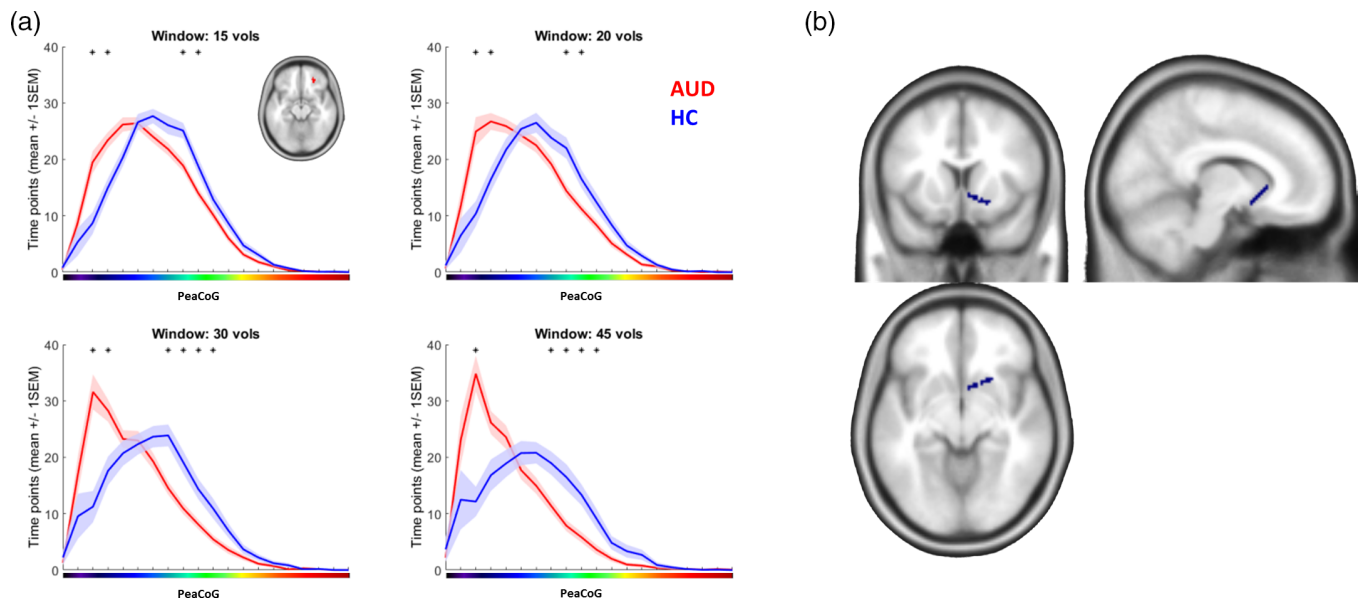 (a)
(b)
Window: 15 vols
40
30
20
10
0
Time points (mean +/- 1SEM)
* * * *
PeaCoG
Window: 20 vols
40
30
20
10
0
Time points (mean +/- 1SEM)
* * * *
PeaCoG
AUD
HC
Window: 30 vols
40
30
20
10
0
Time points (mean +/- 1SEM)
* * * * * *
PeaCoG
Window: 45 vols
40
30
20
10
0
Time points (mean +/- 1SEM)
* * * * *
PeaCoG